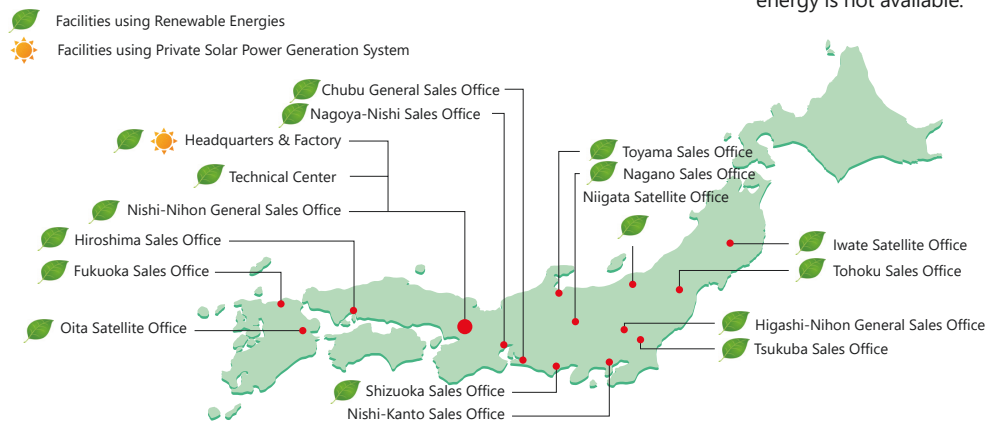 energy is not available.
Facilities using Renewable Energies
Facilities using Private Solar Power Generation System
Chubu General Sales Office
Nagoya-Nishi Sales Office
Headquarters & Factory
Technical Center
Nishi-Nihon General Sales Office
Hiroshima Sales Office
Fukuoka Sales Office
Oita Satellite Office
Toyama Sales Office
Nagano Sales Office
Niigata Satellite Office
Iwate Satellite Office
Tohoku Sales Office
Higashi-Nihon General Sales Office
Tsukuba Sales Office
Shizuoka Sales Office
Nishi-Kanto Sales Office